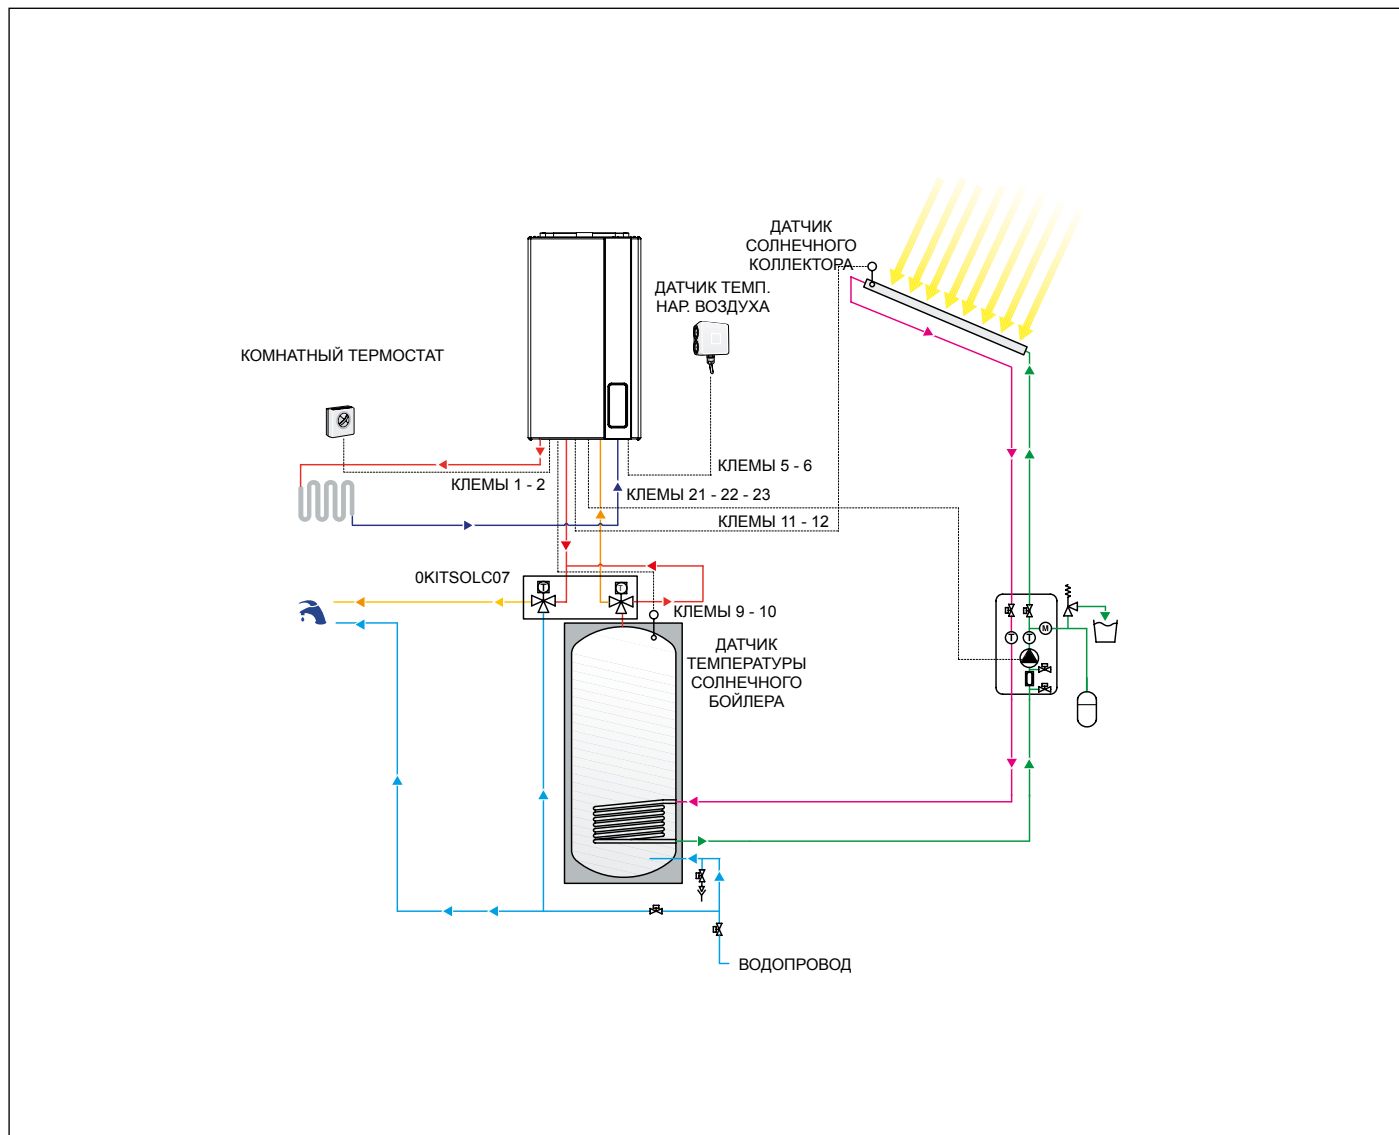 ДАТЧИК
СОЛНЕЧНОГО
КОЛЛЕКТОРА
ДАТЧИК ТЕМП.
НАР. ВОЗДУХА
КОМНАТНЫЙ ТЕРМОСТАТ
КЛЕМЫ 5 - 6
КЛЕМЫ 1 - 2
КЛЕМЫ 21 - 22 - 23
КЛЕМЫ 11 - 12
0KITSOLC07
T
T
КЛЕМЫ 9 - 10
M
T
T
ДАТЧИК
ТЕМПЕРАТУРЫ
СОЛНЕЧНОГО
БОЙЛЕРА
ВОДОПРОВОД